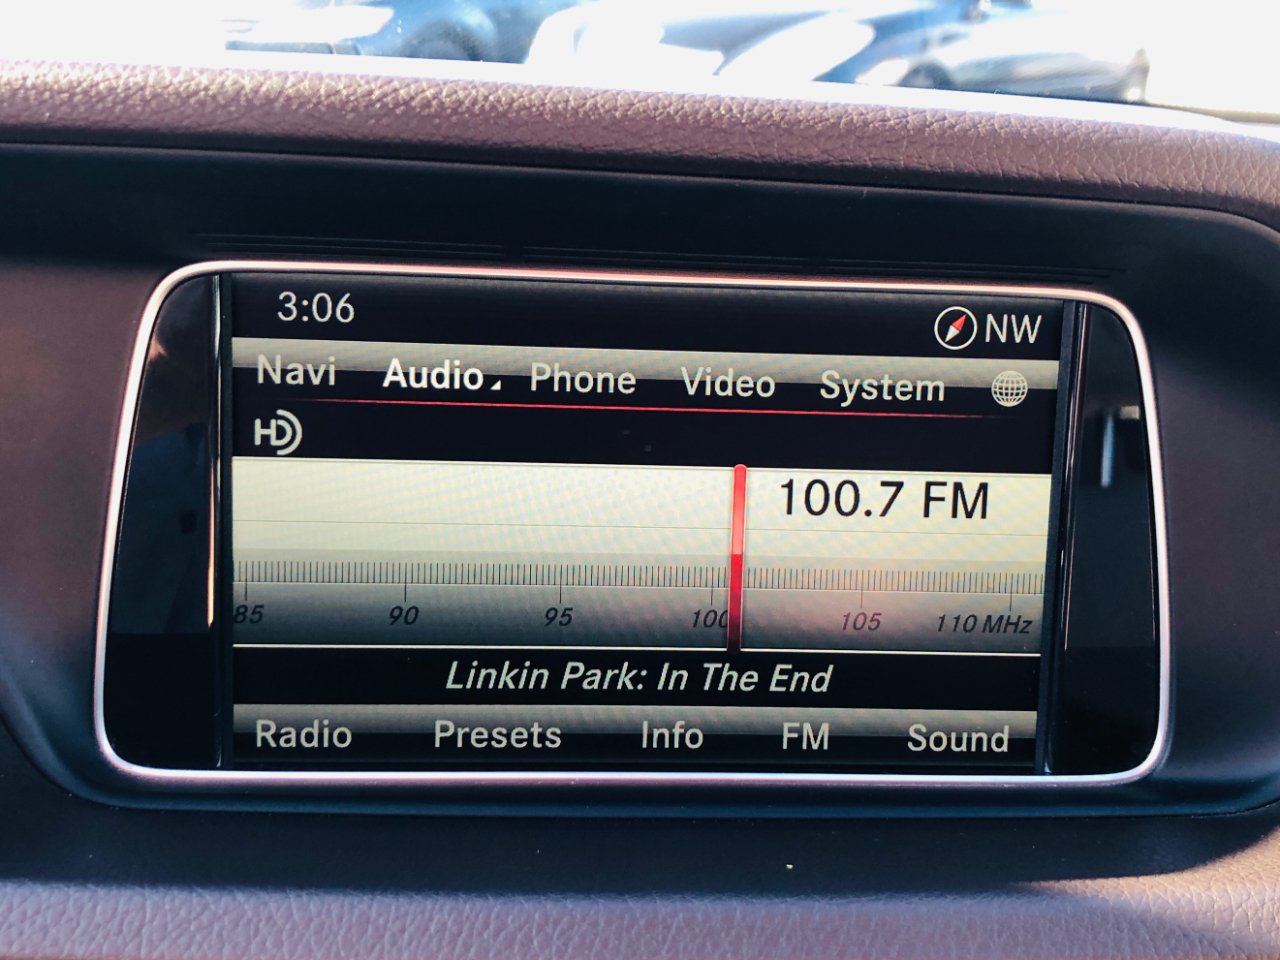 3:06 NW
Navi Audio Phone Video System
HD
100.7 FM
85 90 95 100 105 110 MHz
Linkin Park: In The End
Radio Presets Info FM Sound